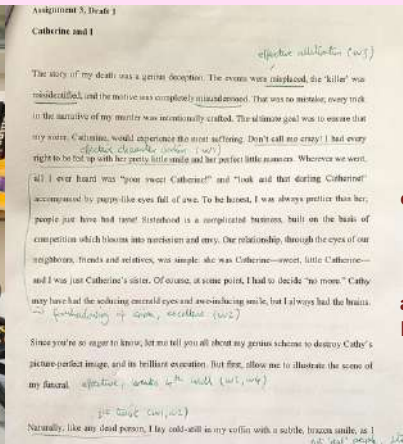 Assignment 3, Draft 1
Catherine and I
effective alliteration (w3)
The story of my death was a genius deception. The events were misplaced, the 'killer' was
misidentified, and the motive was completely misunderstood. That was no mistake; every trick
in the narrative of my murder was intentionally crafted. The ultimate goal was to ensure that
my sister, Catherine, would experience the most suffering. Don't call me crazy! I had every
effective (w3)
right to be fed up with her pretty little smile and her perfect little manners. Wherever we went,
all I ever heard was "poor sweet Catherine!" and "look and that darling Catherine!"
accompanied by puppy-like eyes full of awe. To be honest, I was always prettier than her,
people just have bad taste! Sisterhood is a complicated business, built on the basis of
competition which blooms into narcissism and envy. Our relationship, through the eyes of our
neighbors, friends and relatives, was simple: she was Catherine—sweet, little Catherine—
and I was just Catherine's sister. Of course, at some point, I had to decide "no more." Cathy
may have had the seducing emerald eyes and awe-inducing smile, but I always had the brains.
foreshadowing of crime, excellent (w2)
Since you're so eager to know, let me tell you all about my genius scheme to destroy Cathy's
picture-perfect image, and its brilliant execution. But first, allow me to illustrate the scene of
my funeral.
effective, breaks 4th wall (w1, w4)
(w1, w2)
Naturally, like any dead person, I lay cold-still in my coffin with a subtle, brazen smile, as I